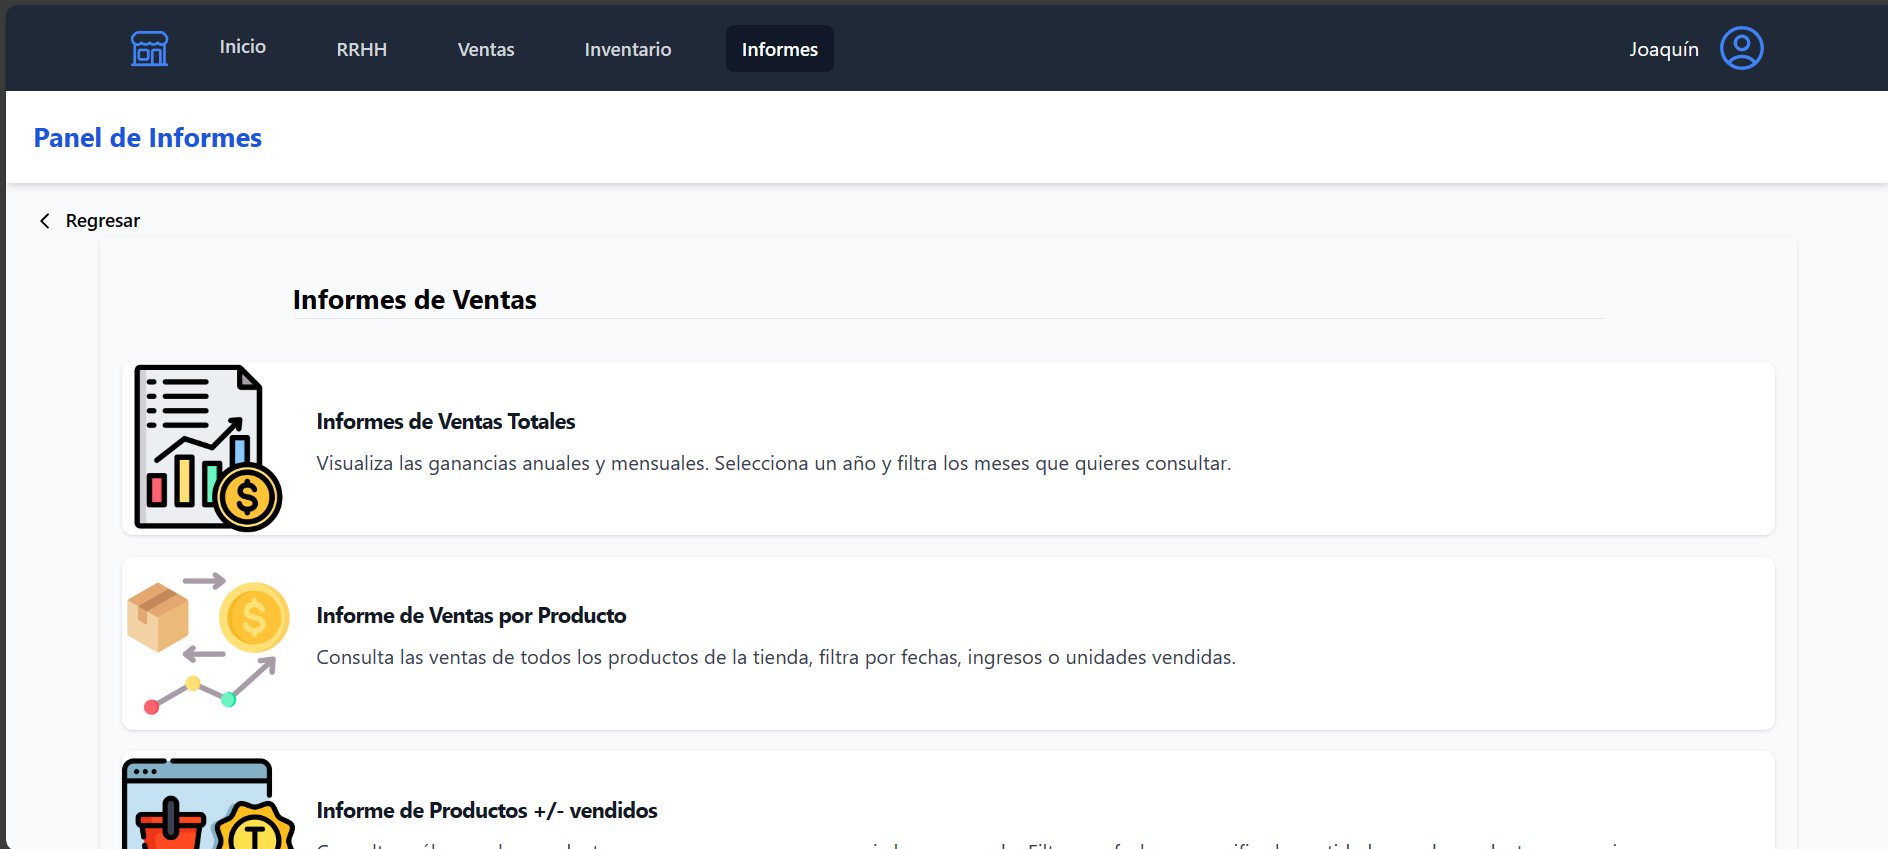 Inicio
RRHH
Ventas
Inventario
Informes
Joaquín
Panel de Informes
Regresar
Informes de Ventas
Informes de Ventas Totales
Visualiza las ganancias anuales y mensuales. Selecciona un año y filtra los meses que quieres consultar.
Informe de Ventas por Producto
Consulta las ventas de todos los productos de la tienda, filtra por fechas, ingresos o unidades vendidas.
Informe de Productos +/- vendidos